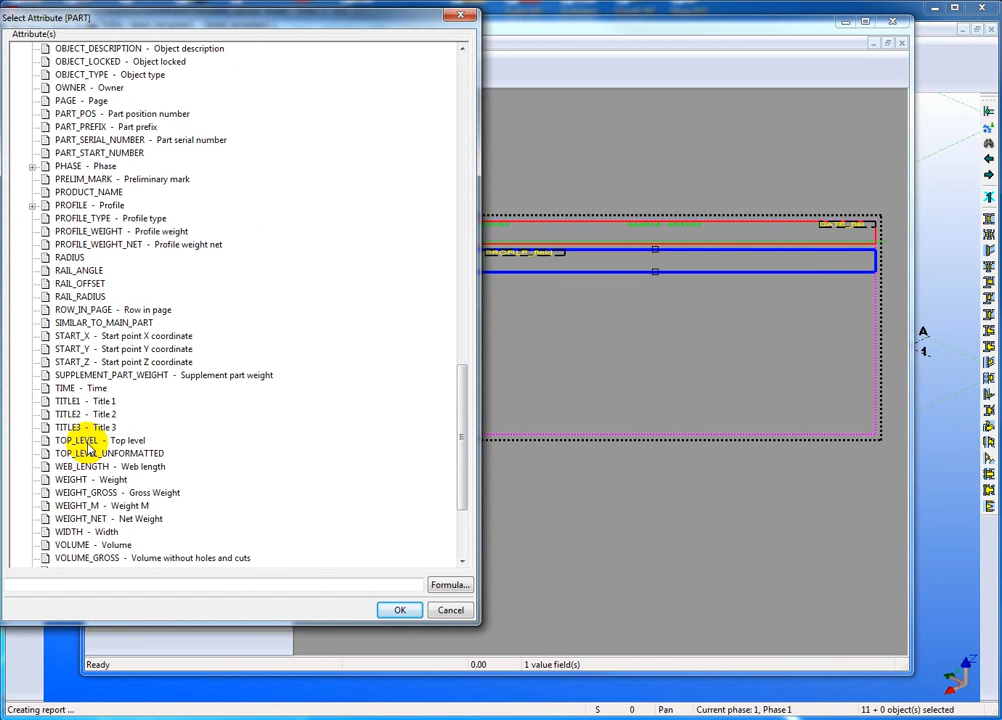 Select Attribute [PART]
Attribute(s)
OBJECT_DESCRIPTION - Object description
OBJECT_LOCKED - Object locked
OBJECT_TYPE - Object type
OWNER - Owner
PAGE - Page
PART_POS - Part position number
PART_PREFIX - Part prefix
PART_SERIAL_NUMBER - Part serial number
PART_START_NUMBER
PHASE - Phase
PRELIM_MARK - Preliminary mark
PRODUCT_NAME
PROFILE - Profile
PROFILE_TYPE - Profile type
PROFILE_WEIGHT - Profile weight
PROFILE_WEIGHT_NET - Profile weight net
RADIUS
RAIL_ANGLE
RAIL_OFFSET
RAIL_RADIUS
ROW_IN_PAGE - Row in page
SIMILAR_TO_MAIN_PART
START_X - Start point X coordinate
START_Y - Start point Y coordinate
START_Z - Start point Z coordinate
SUPPLEMENT_PART_WEIGHT - Supplement part weight
TIME - Time
TITLE1 - Title 1
TITLE2 - Title 2
TITLE3 - Title 3
TOP_LEVEL - Top level
TOP_LEVEL_UNFORMATTED
WEB_LENGTH - Web length
WEIGHT - Weight
WEIGHT_GROSS - Gross Weight
WEIGHT_M - Weight M
WEIGHT_NET - Net Weight
WIDTH - Width
VOLUME - Volume
VOLUME_GROSS - Volume without holes and cuts
Formula...
OK
Cancel
PROFILE_field
A
1
Z
Ready
0.00
1 value field(s)
Creating report ...
S
0
Pan
Current phase: 1, Phase 1
11 + 0 object(s) selected